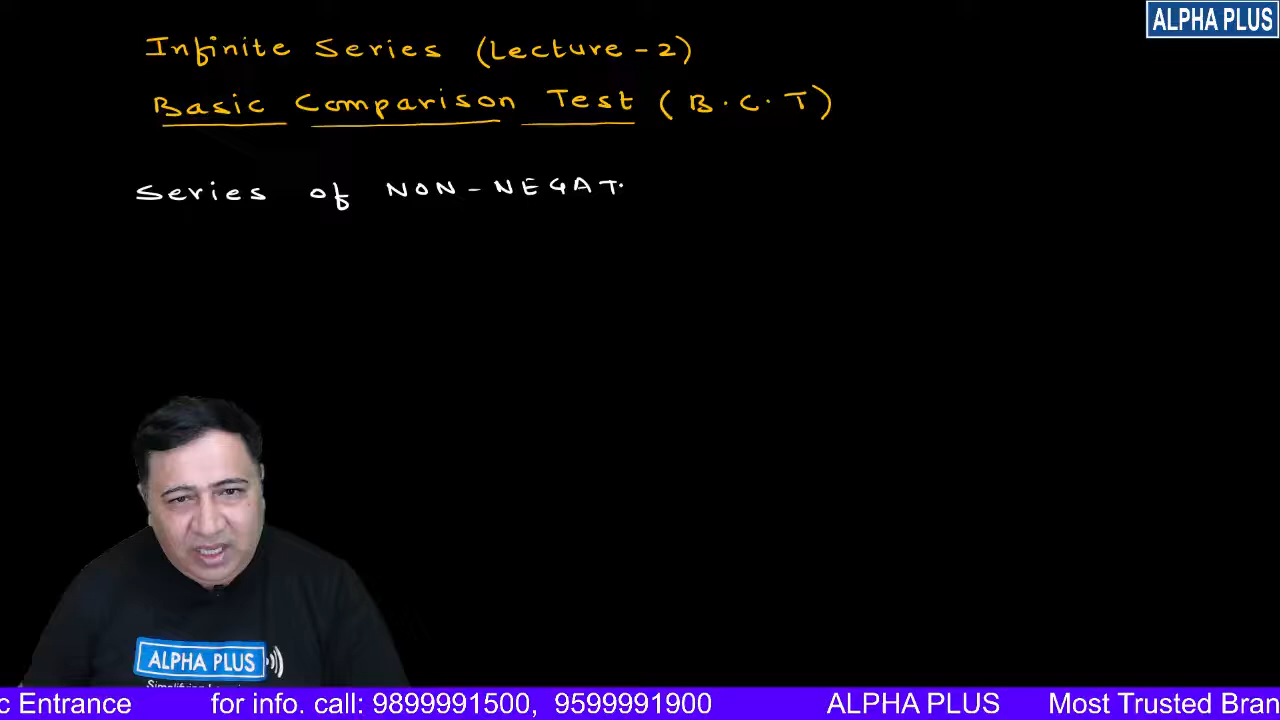 ALPHA PLUS
Infinite Series (Lecture - 2)
Basic Comparison Test (B.C.T)
Series of NON - NEGAT
ALPHA PLUS
c Entrance for info. call: 9899991500, 9599991900 ALPHA PLUS Most Trusted Bran